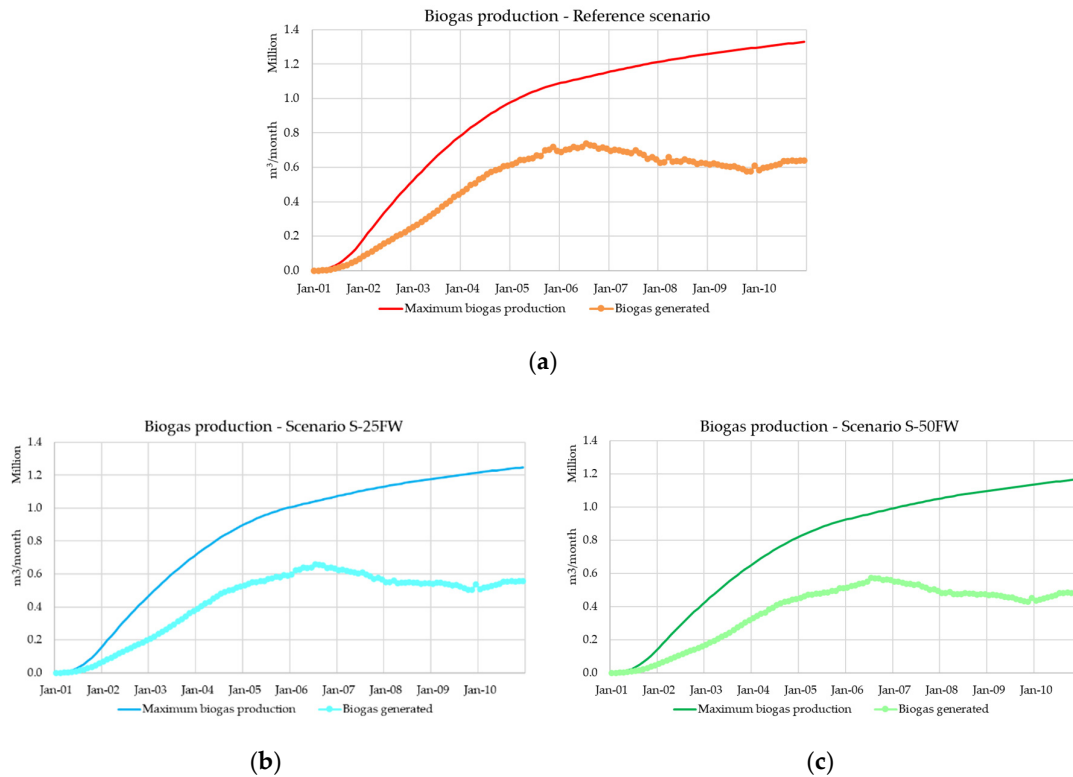 Biogas production - Reference scenario
Million
m³/month
1.4
1.2
1.0
0.8
0.6
0.4
0.2
0.0
Jan-01 Jan-02 Jan-03 Jan-04 Jan-05 Jan-06 Jan-07 Jan-08 Jan-09 Jan-10
Maximum biogas production Biogas generated
(a)
Biogas production - Scenario S-25FW
Million
m3/month
1.4
1.2
1.0
0.8
0.6
0.4
0.2
0.0
Jan-01 Jan-02 Jan-03 Jan-04 Jan-05 Jan-06 Jan-07 Jan-08 Jan-09 Jan-10
Maximum biogas production Biogas generated
(b)
Biogas production - Scenario S-50FW
Million
m3/month
1.4
1.2
1.0
0.8
0.6
0.4
0.2
0.0
Jan-01 Jan-02 Jan-03 Jan-04 Jan-05 Jan-06 Jan-07 Jan-08 Jan-09 Jan-10
Maximum biogas production Biogas generated
(c)